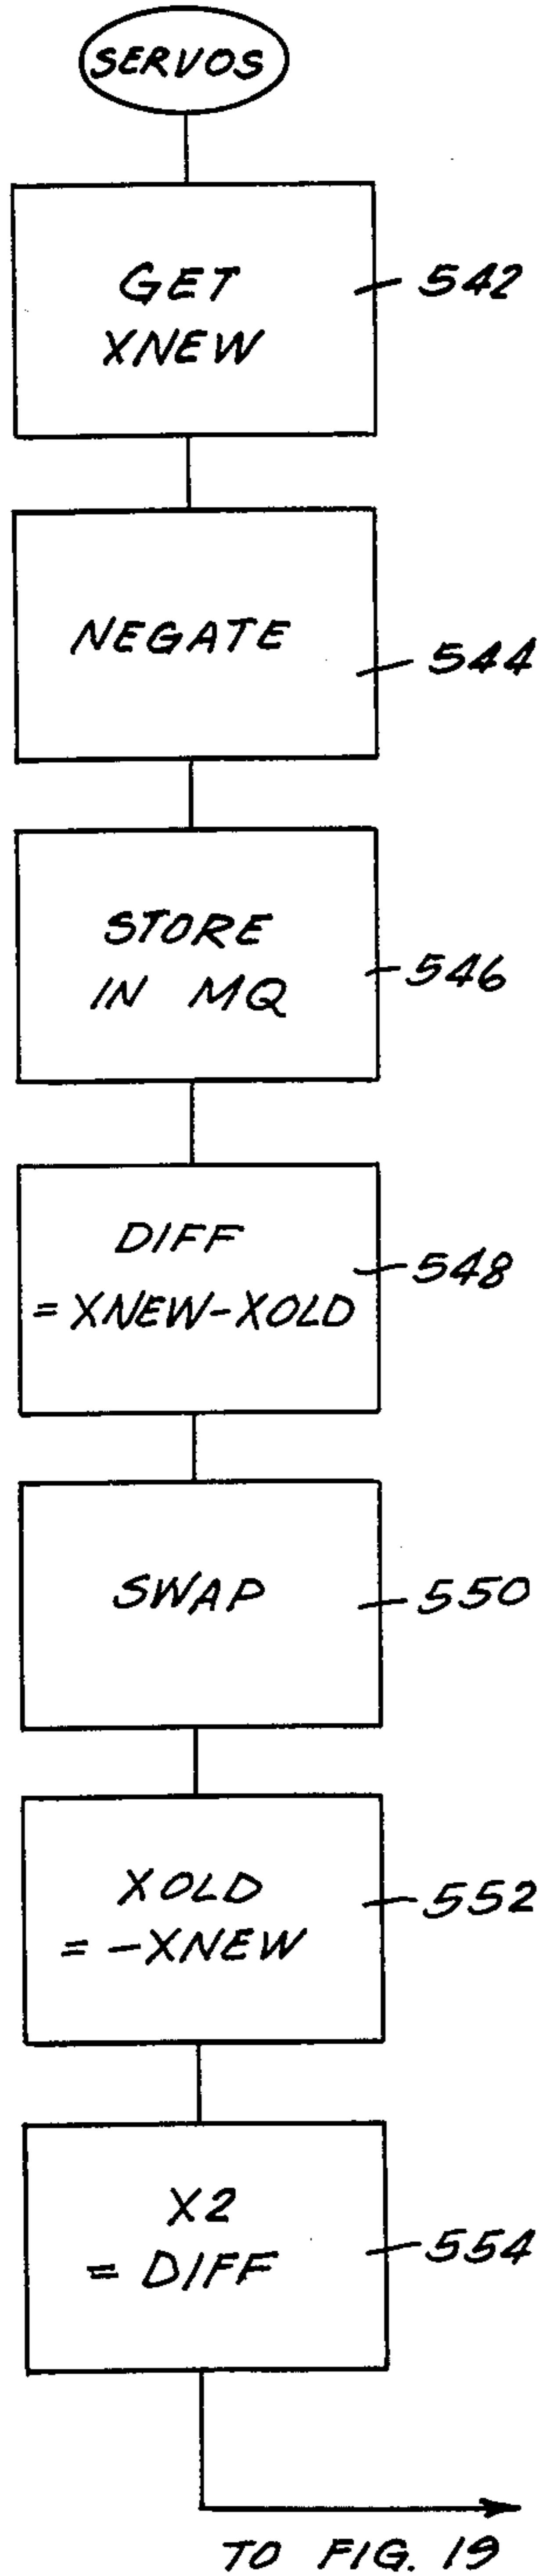 SERVOS
GET
XNEW
542
NEGATE
544
STORE
IN MQ
546
DIFF
= XNEW-XOLD
548
SWAP
550
XOLD
= -XNEW
552
X2
= DIFF
554
TO FIG. 19